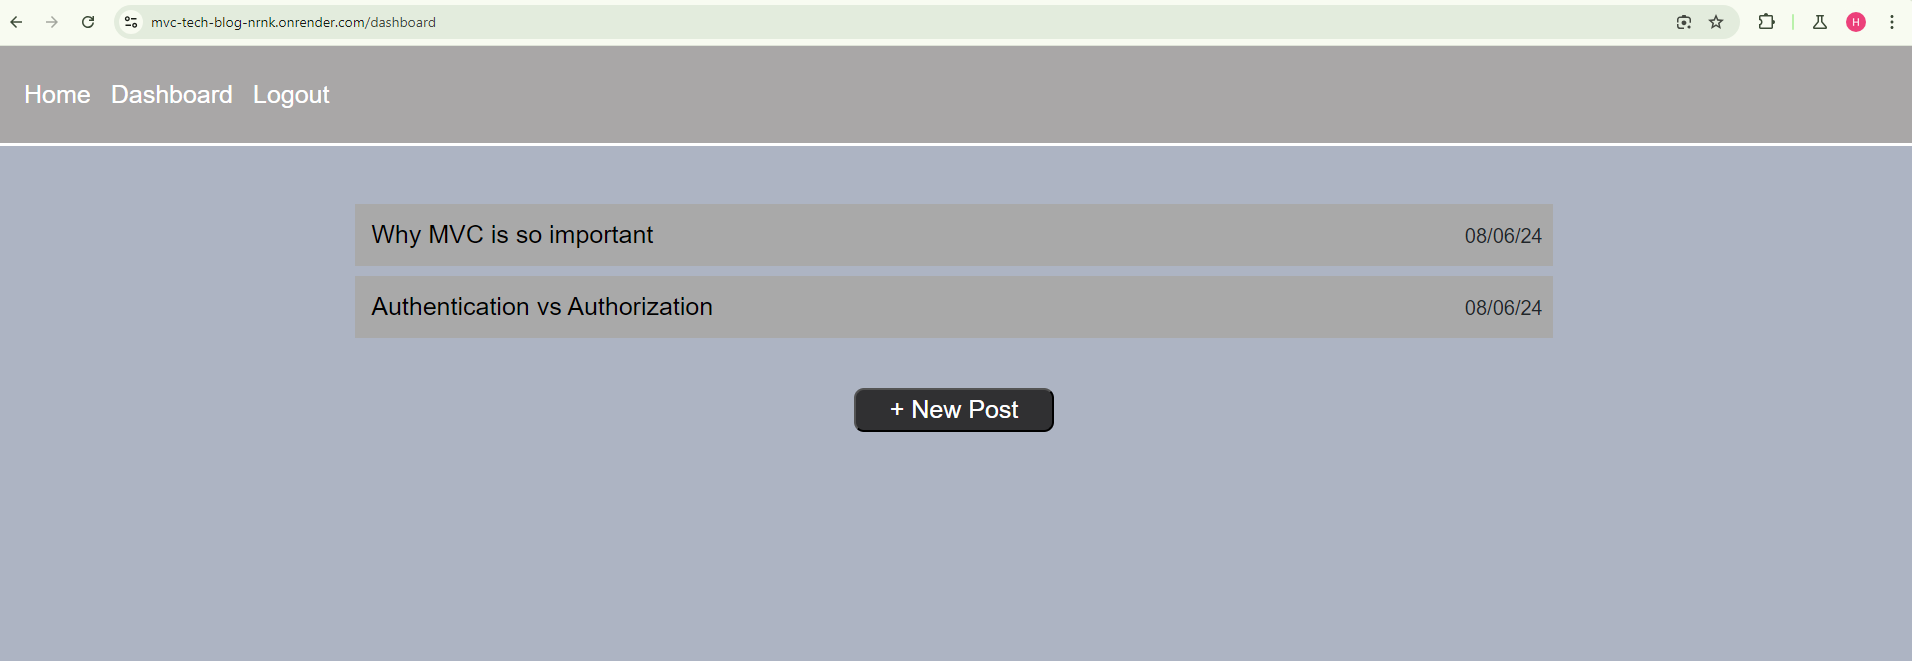 mvc-tech-blog-nrnk.onrender.com/dashboard
H
Home Dashboard Logout
Why MVC is so important 08/06/24
Authentication vs Authorization 08/06/24
+ New Post